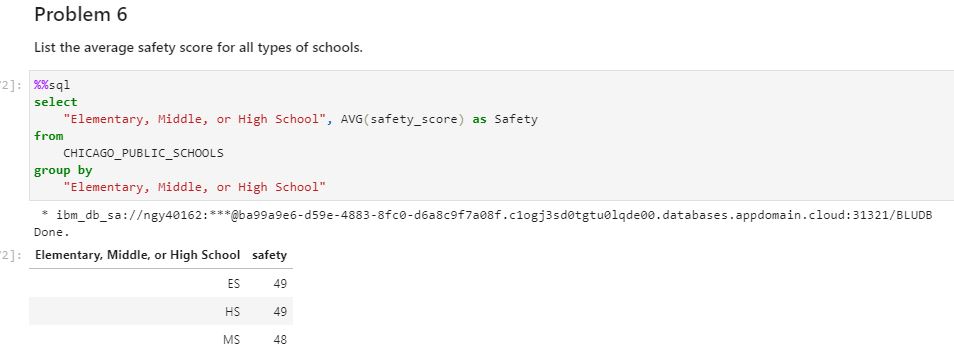 Problem 6
List the average safety score for all types of schools.
2]: %%sql
select
"Elementary, Middle, or High School", AVG(safety_score) as Safety
from
CHICAGO_PUBLIC_SCHOOLS
group by
"Elementary, Middle, or High School"
* ibm_db_sa://ngy40162:***@ba99a9e6-d59e-4883-8fc0-d6a8c9f7a08f.c1ogj3sd0tgtu0lqde00.databases.appdomain.cloud:31321/BLUDB
Done.
2]: Elementary, Middle, or High School safety
ES 49
HS 49
MS 48